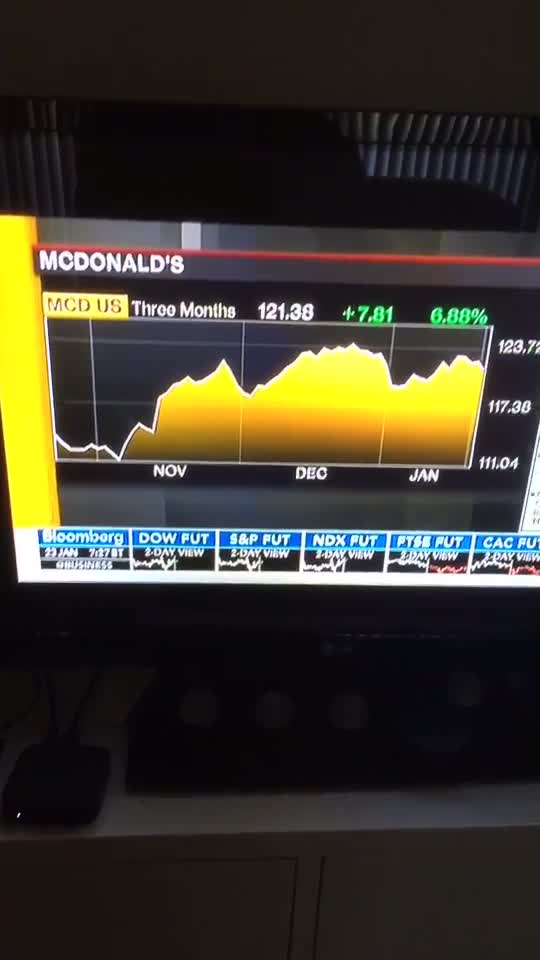 MCDONALD'S
MCD US Three Months 121.38 +7.81 6.88%
123.72
117.38
111.04
NOV DEC JAN
Bloomberg DOW FUT S&P FUT NDX FUT FTSE FUT CAC FUT
23 JAN 7:27 BT 2-DAY VIEW 2-DAY VIEW 2-DAY VIEW 2-DAY VIEW 2-DAY VIEW
@BUSINESS